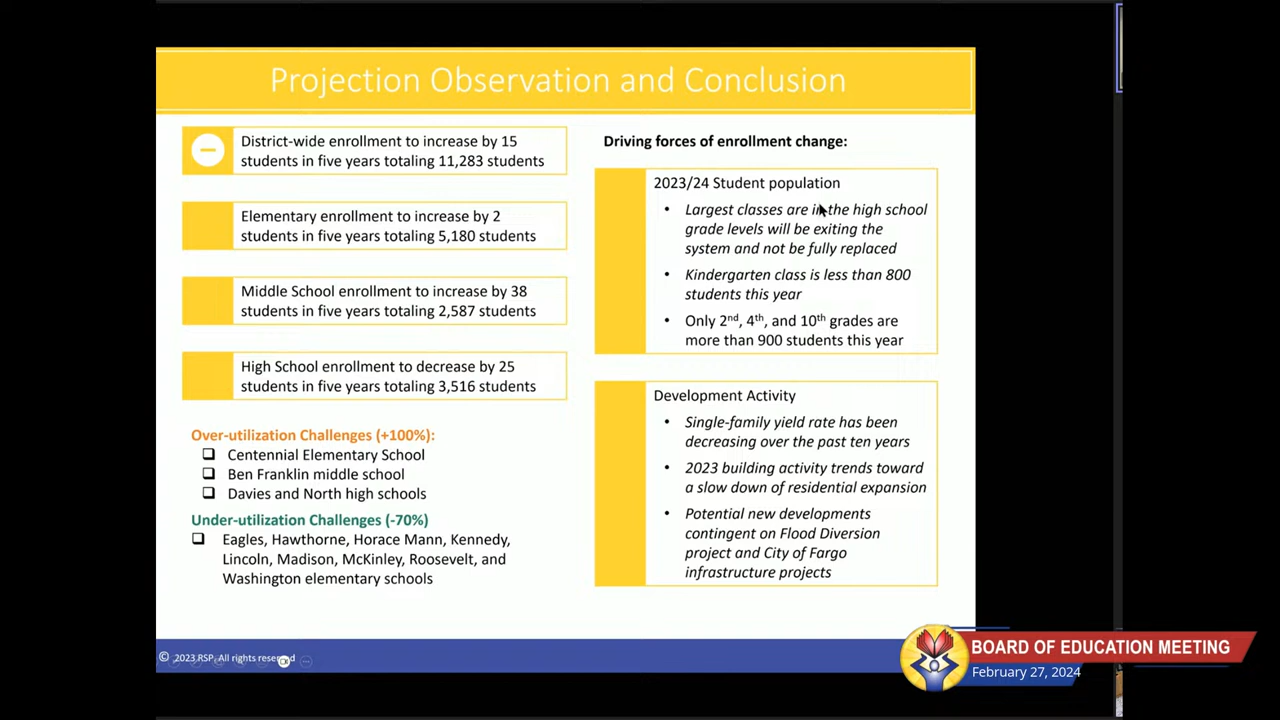 Projection Observation and Conclusion
District-wide enrollment to increase by 15
students in five years totaling 11,283 students
Elementary enrollment to increase by 2
students in five years totaling 5,180 students
Middle School enrollment to increase by 38
students in five years totaling 2,587 students
High School enrollment to decrease by 25
students in five years totaling 3,516 students
Over-utilization Challenges (+100%):
Centennial Elementary School
Ben Franklin middle school
Davies and North high schools
Under-utilization Challenges (-70%)
Eagles, Hawthorne, Horace Mann, Kennedy,
Lincoln, Madison, McKinley, Roosevelt, and
Washington elementary schools
Driving forces of enrollment change:
2023/24 Student population
• Largest classes are in the high school
grade levels will be exiting the
system and not be fully replaced
• Kindergarten class is less than 800
students this year
• Only 2nd, 4th, and 10th grades are
more than 900 students this year
Development Activity
• Single-family yield rate has been
decreasing over the past ten years
• 2023 building activity trends toward
a slow down of residential expansion
• Potential new developments
contingent on Flood Diversion
project and City of Fargo
infrastructure projects
© 2023 RSP. All rights reserved
BOARD OF EDUCATION MEETING
February 27, 2024